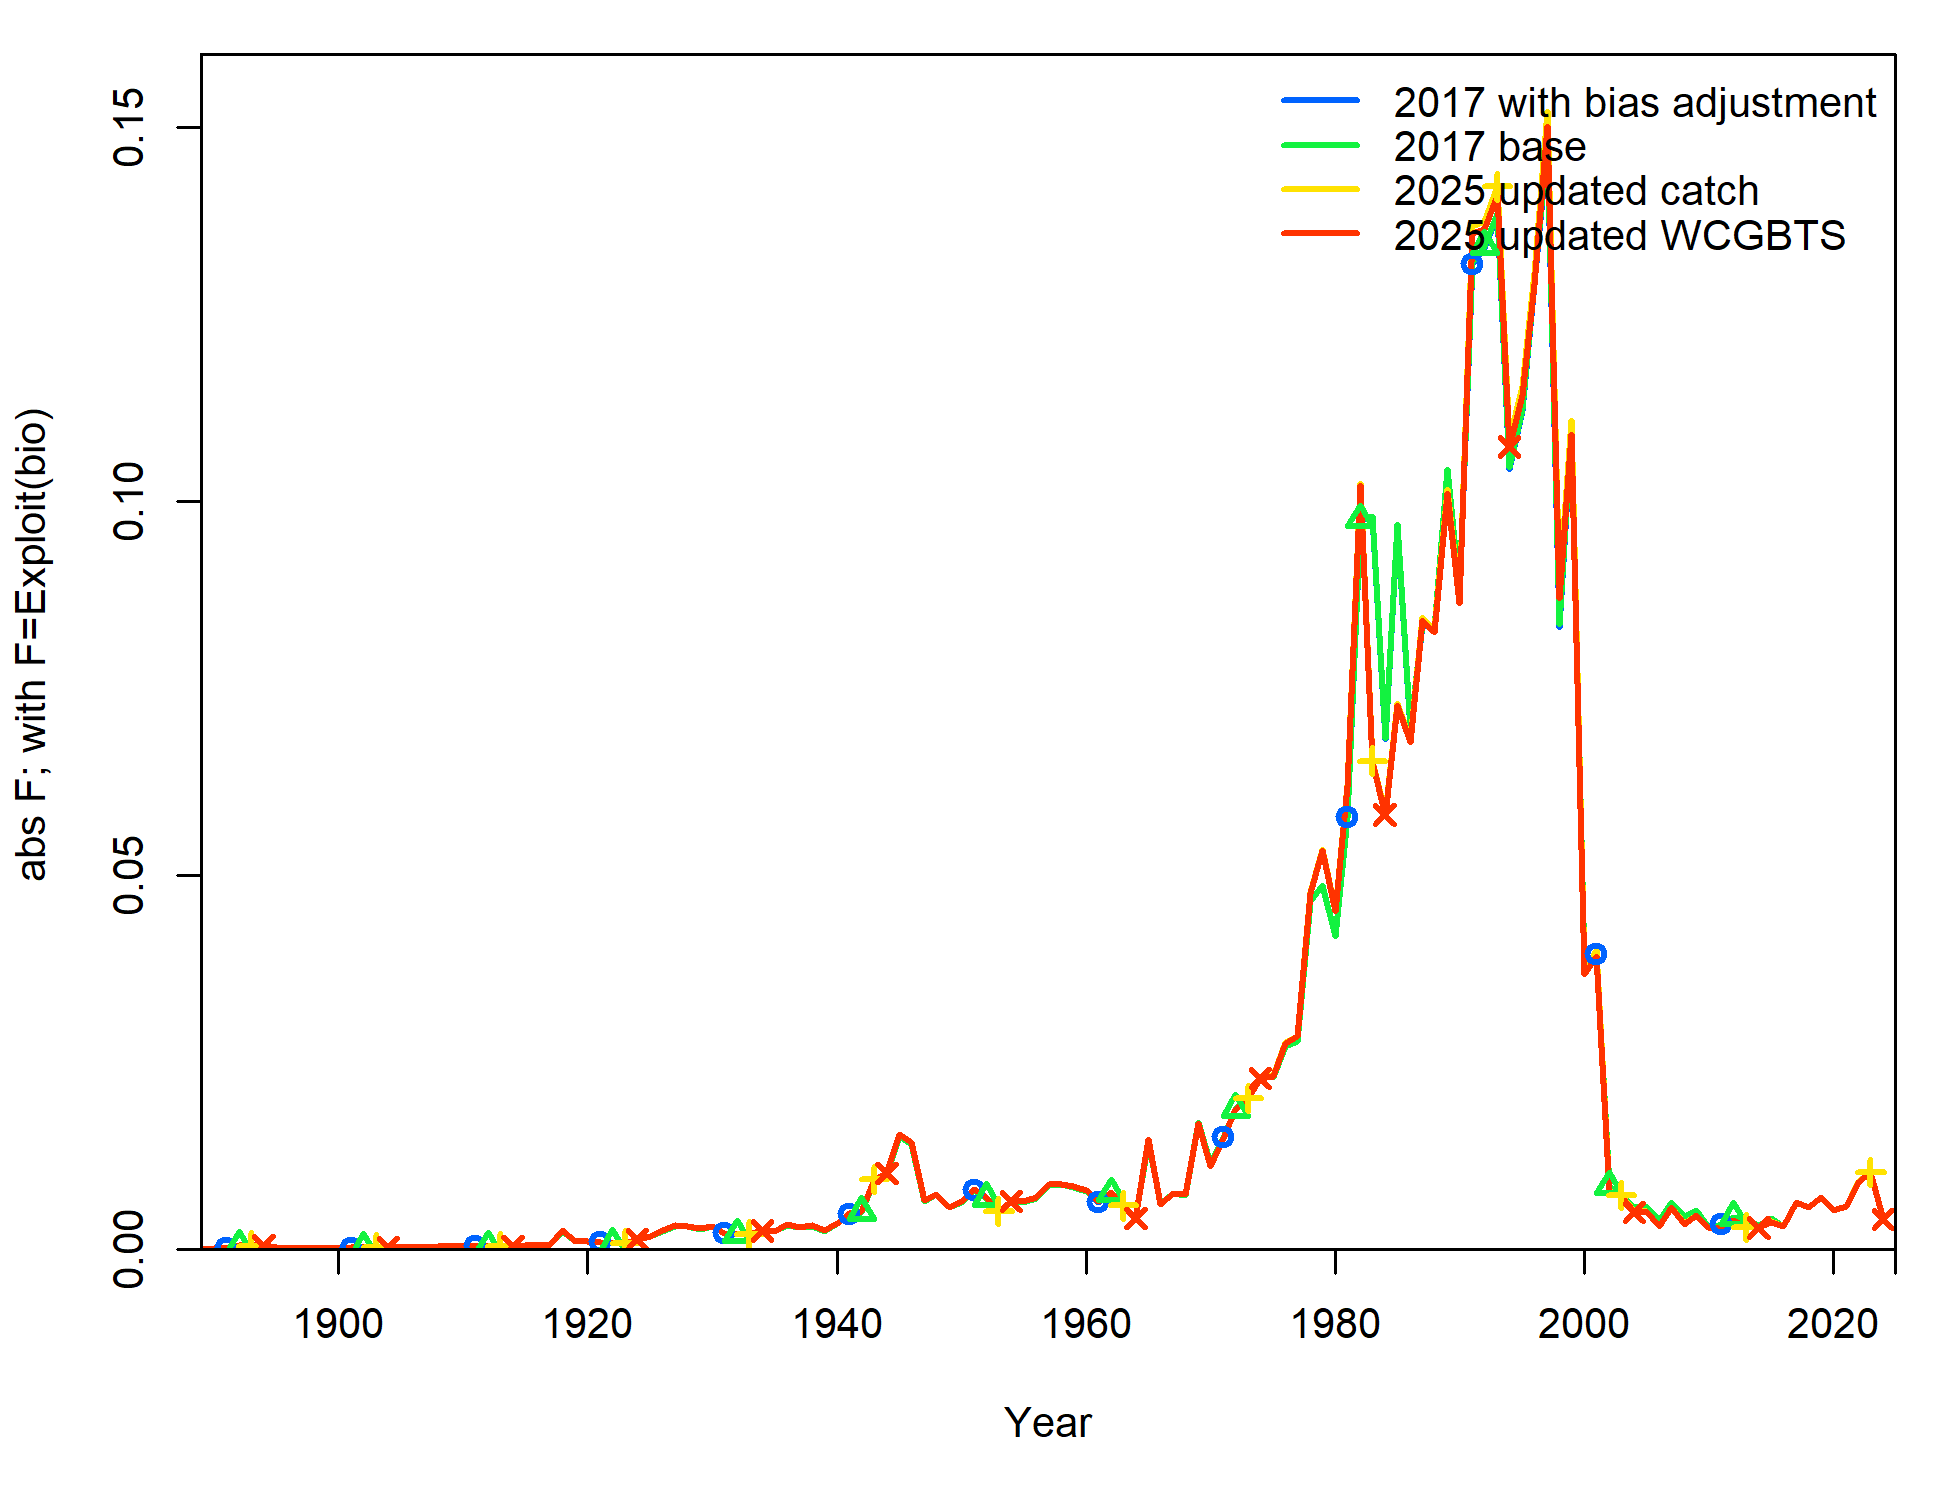 2017 with bias adjustment
2017 base
2025 updated catch
2025 updated WCGBTS
abs F; with F=Exploit(bio)
0.15
0.10
0.05
0.00
1900 1920 1940 1960 1980 2000 2020
Year